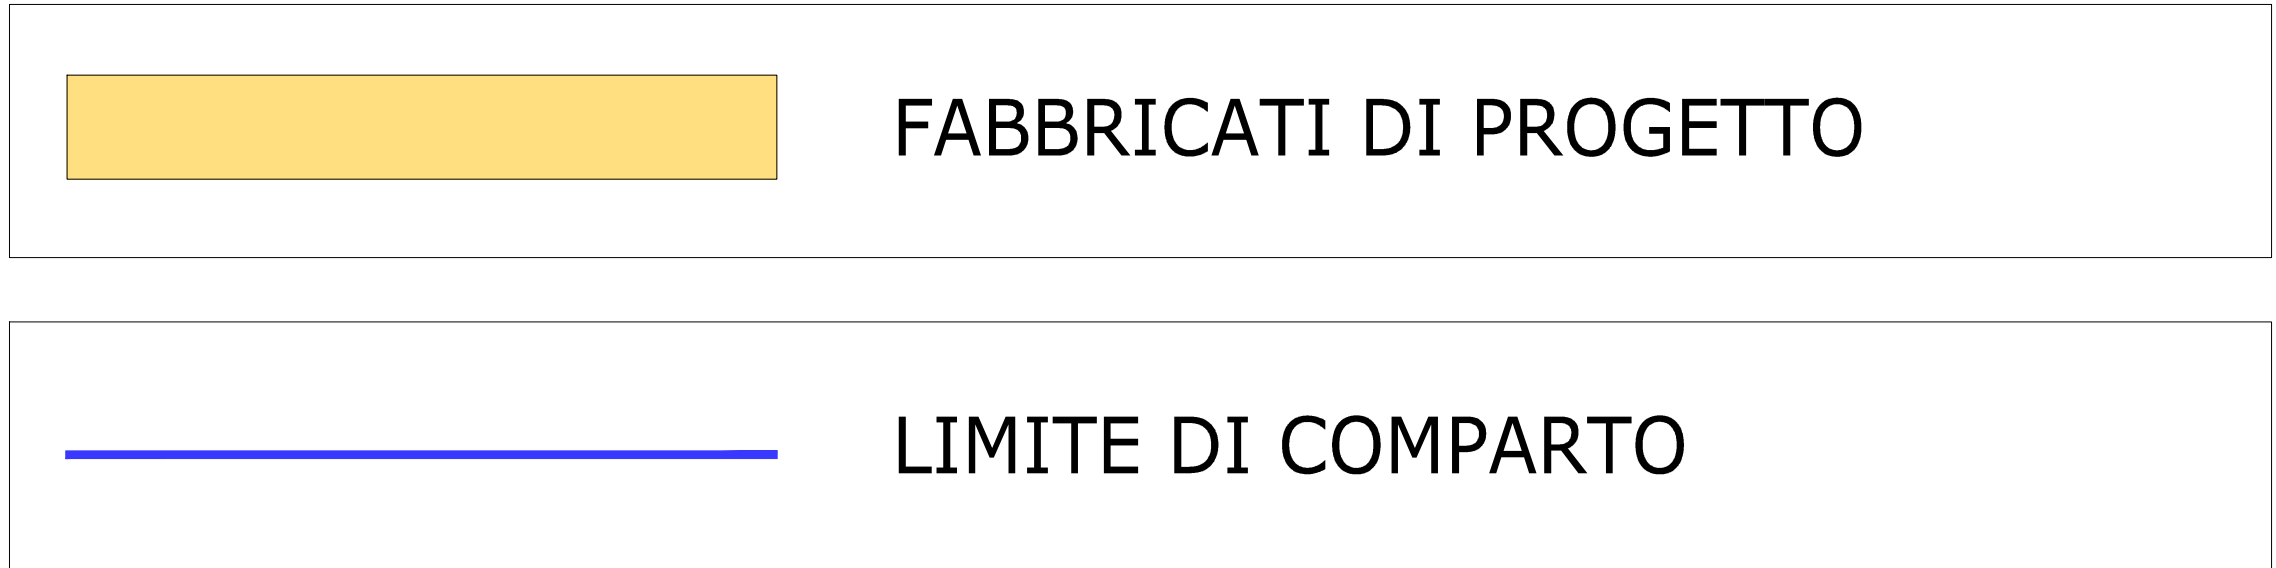 FABBRICATI DI PROGETTO
LIMITE DI COMPARTO